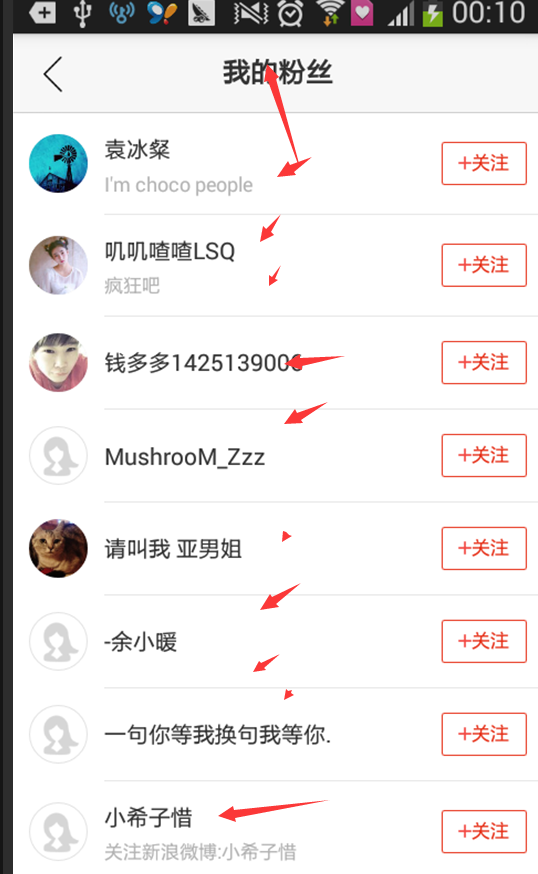 00:10
我的粉丝
袁冰粲
I'm choco people
+关注
叽叽喳喳LSQ
疯狂吧
+关注
钱多多1425139006
+关注
MushrooM_Zzz
+关注
请叫我 亚男姐
+关注
-余小暖
+关注
一句你等我换句我等你.
+关注
小希子惜
关注新浪微博:小希子惜
+关注